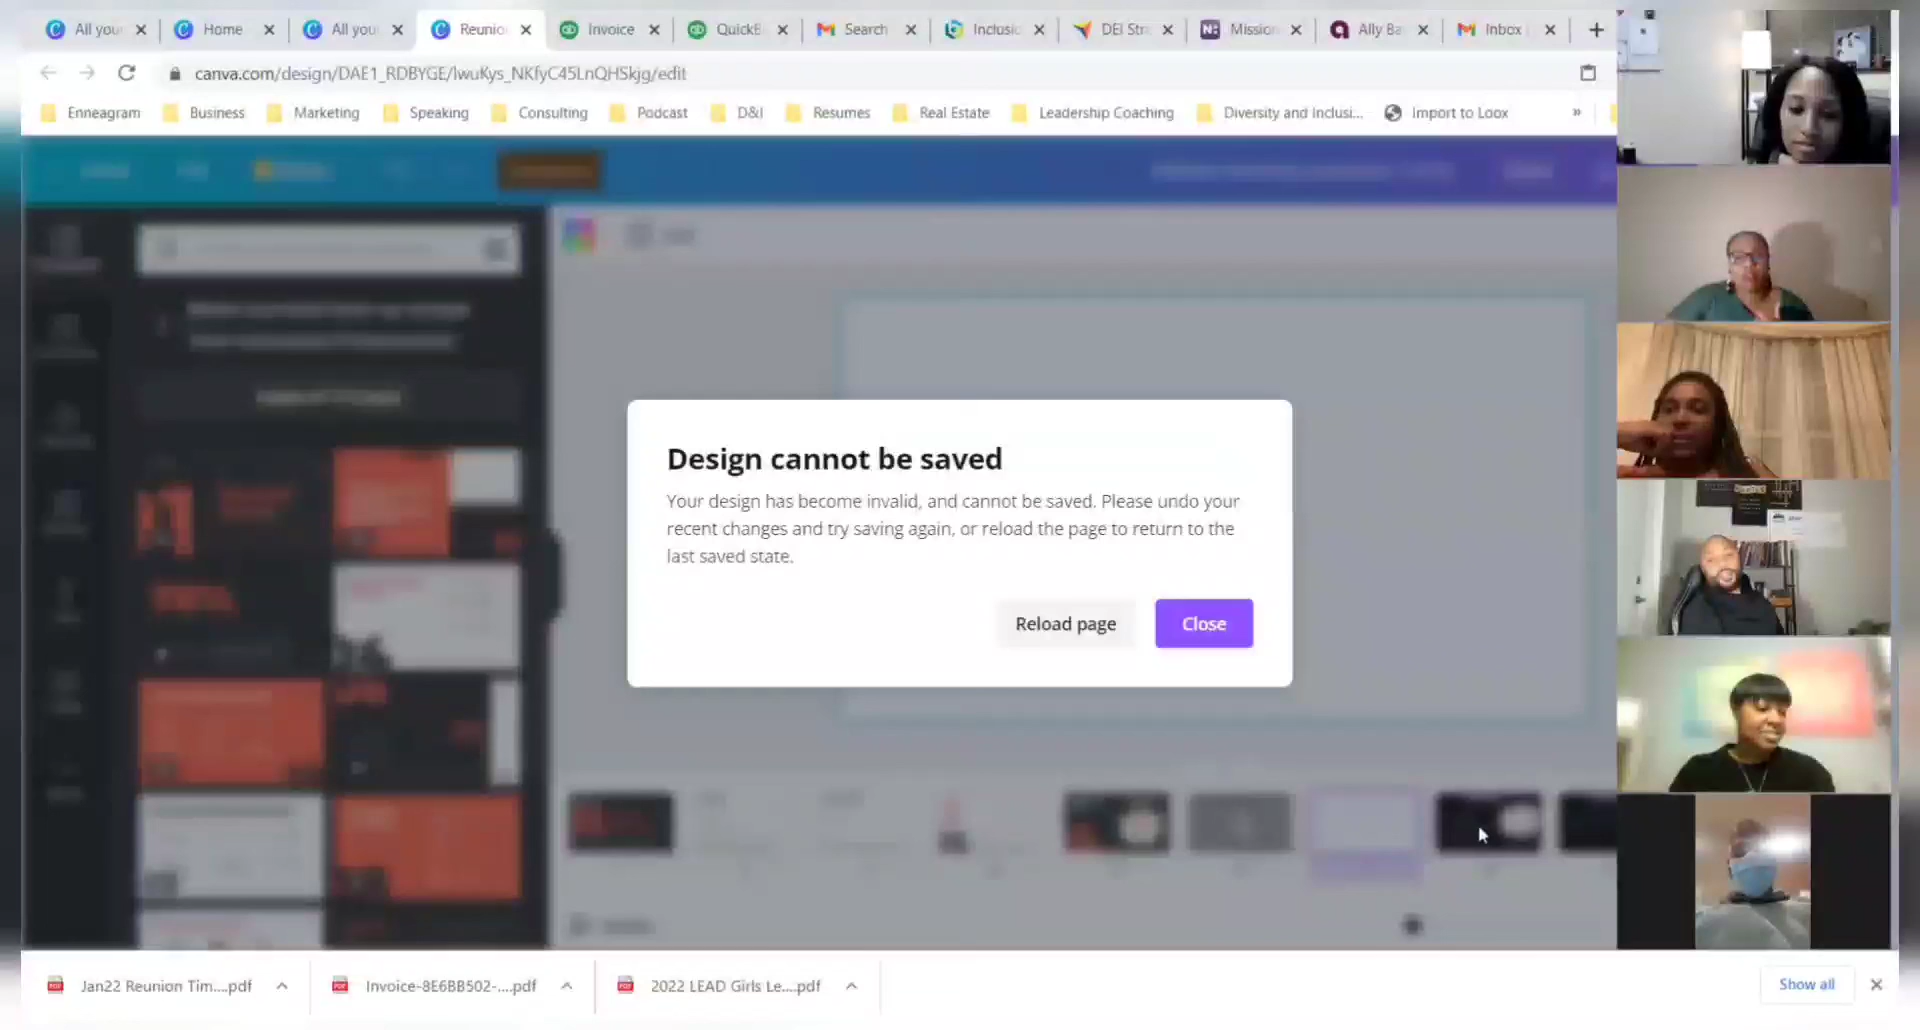 All your
Home
All your
Reunio
Invoice
QuickB
Search
Inclusio
DEI Stra
Mission
Ally Ba
Inbox
canva.com/design/DAE1_RDBYGE/lwuKys_NKfyC45LnQHSkjg/edit
Enneagram
Business
Marketing
Speaking
Consulting
Podcast
D&I
Resumes
Real Estate
Leadership Coaching
Diversity and Inclusi...
Import to Loox
»
Design cannot be saved
Your design has become invalid, and cannot be saved. Please undo your
recent changes and try saving again, or reload the page to return to the
last saved state.
Reload page
Close
Jan22 Reunion Tim....pdf
Invoice-8E6BB502-....pdf
2022 LEAD Girls Le....pdf
Show all